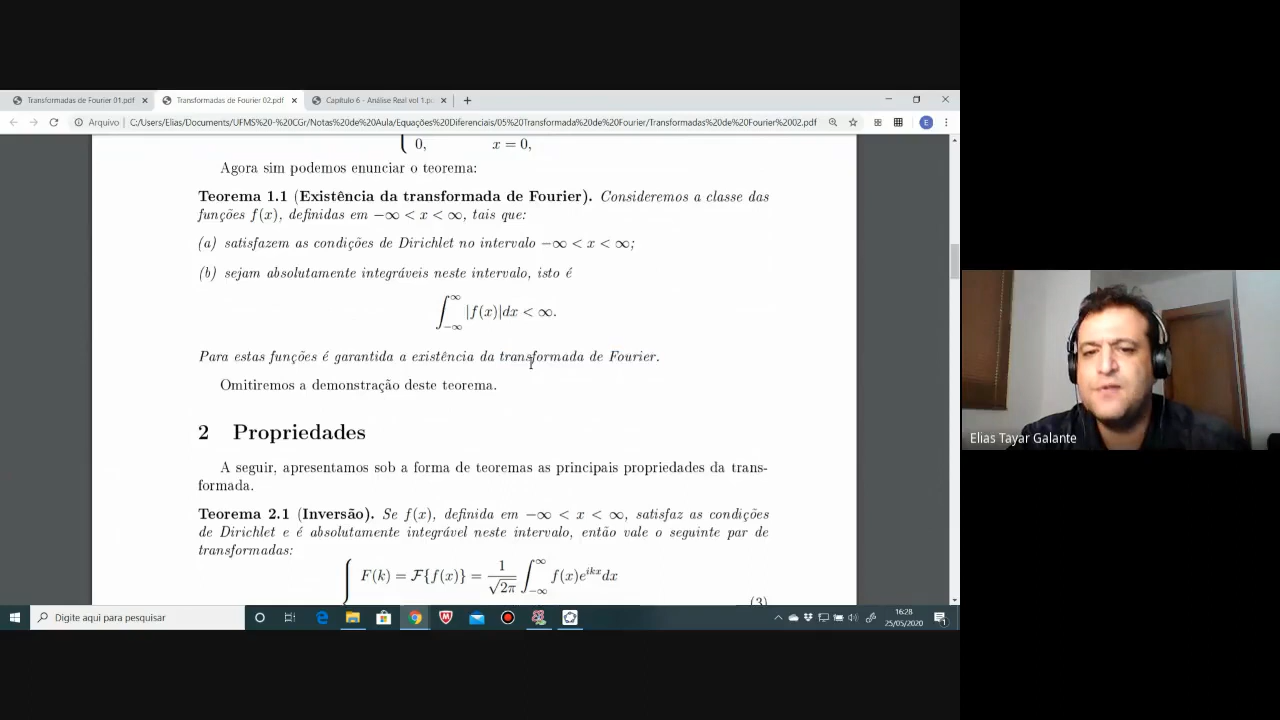 Transformadas de Fourier 01.pdf
Transformadas de Fourier 02.pdf
Capítulo 6 - Análise Real vol 1.p
Arquivo | C:/Users/Elias/Documents/UFMS%20-%20CGr/Notas%20de%20Aula/Equações%20Diferenciais/05%20Transformada%20de%20Fourier/Transformadas%20de%20Fourier%2002.pdf
0, x = 0,
Agora sim podemos enunciar o teorema:
Teorema 1.1 (Existência da transformada de Fourier). Consideremos a classe das
funções f(x), definidas em −∞ < x < ∞, tais que:
(a) satisfazem as condições de Dirichlet no intervalo −∞ < x < ∞;
(b) sejam absolutamente integráveis neste intervalo, isto é
∫_{−∞}^{∞} |f(x)|dx < ∞.
Para estas funções é garantida a existência da transformada de Fourier.
Omitiremos a demonstração deste teorema.
2 Propriedades
A seguir, apresentamos sob a forma de teoremas as principais propriedades da trans-
formada.
Teorema 2.1 (Inversão). Se f(x), definida em −∞ < x < ∞, satisfaz as condições
de Dirichlet e é absolutamente integrável neste intervalo, então vale o seguinte par de
transformadas:
F(k) = ℱ{f(x)} = 1/√2π ∫_{−∞}^{∞} f(x)e^{ikx}dx
(3)
Elias Tayar Galante
Digite aqui para pesquisar
16:28
25/05/2020